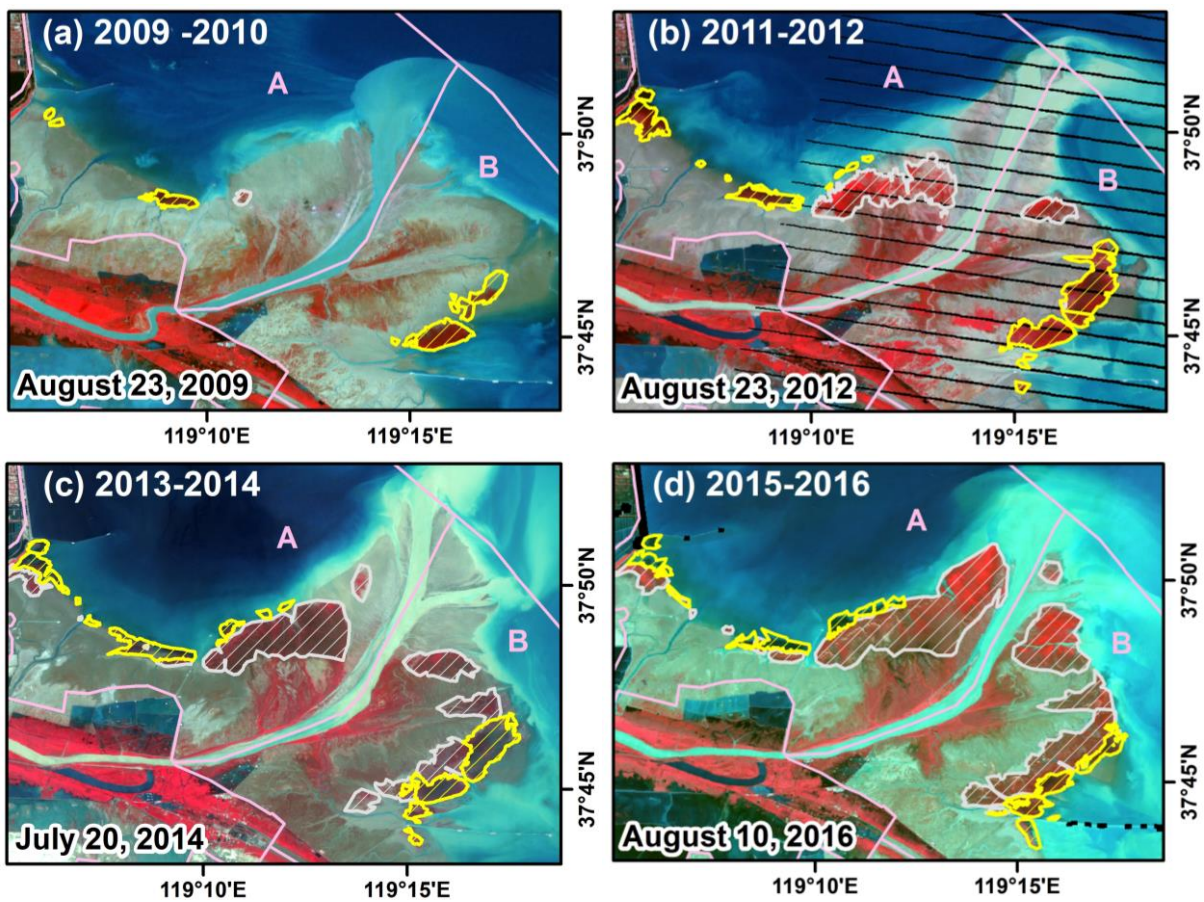 (a) 2009 -2010
A
B
August 23, 2009
37°50'N
37°45'N
119°10'E
119°15'E
(b) 2011-2012
A
B
August 23, 2012
37°50'N
37°45'N
119°10'E
119°15'E
(c) 2013-2014
A
B
July 20, 2014
37°50'N
37°45'N
119°10'E
119°15'E
(d) 2015-2016
A
B
August 10, 2016
37°50'N
37°45'N
119°10'E
119°15'E